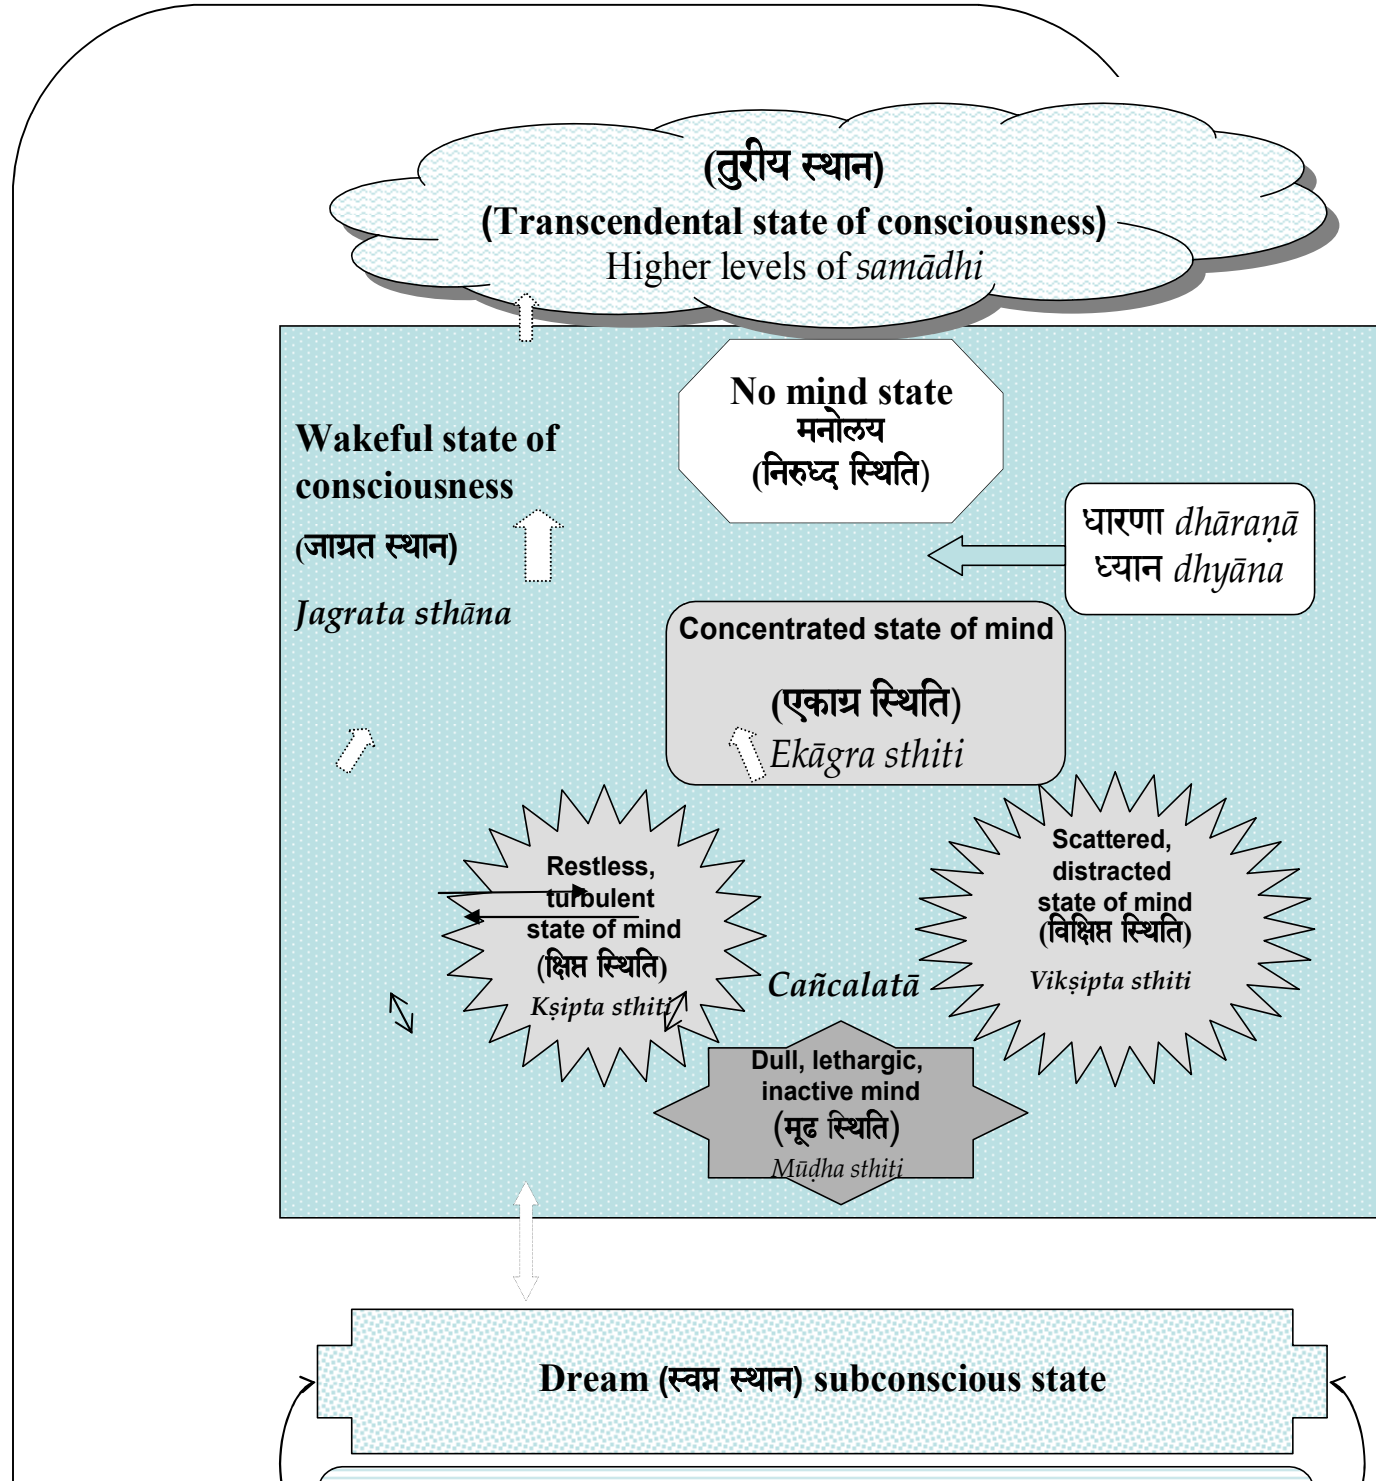 (तुरीय स्थान)
(Transcendental state of consciousness)
Higher levels of samādhi
No mind state
मनोलय
(निरुध्द स्थिति)
Wakeful state of
consciousness
(जाग्रत स्थान)
Jagrata sthāna
धारणा dhāraṇā
ध्यान dhyāna
Concentrated state of mind
(एकाग्र स्थिति)
Ekāgra sthiti
Restless,
turbulent
state of mind
(क्षिप्त स्थिति)
Kṣipta sthiti
Scattered,
distracted
state of mind
(विक्षिप्त स्थिति)
Vikṣipta sthiti
Cañcalatā
Dull, lethargic,
inactive mind
(मूढ स्थिति)
Mūḍha sthiti
Dream (स्वप्न स्थान) subconscious state